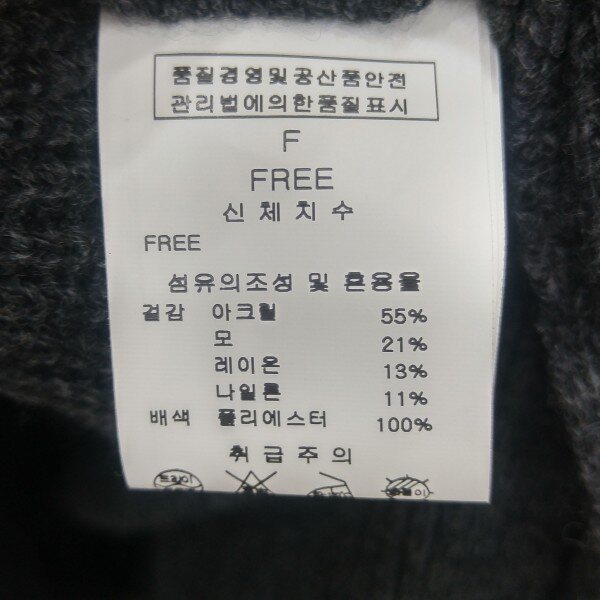 품질경영및공산품안전
관리법에의한품질표시
F
FREE
신체치수
FREE
섬유의조성 및 혼용율
겉감 아크릴 55%
모 21%
레이온 13%
나일론 11%
배색 폴리에스터 100%
취급주의
드라이